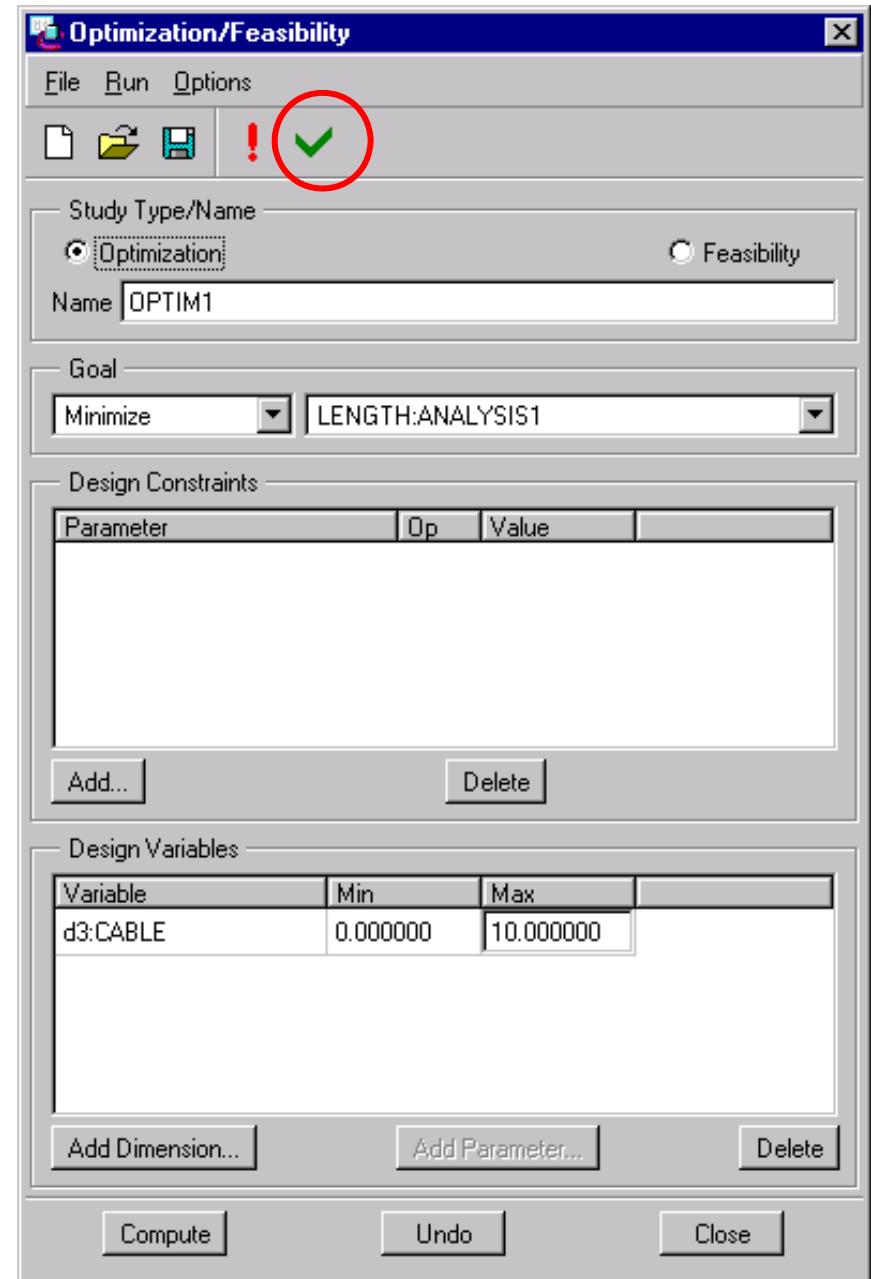 Optimization/Feasibility
File Run Options
Study Type/Name
Optimization Feasibility
Name OPTIM1
Goal
Minimize LENGTH:ANALYSIS1
Design Constraints
Parameter Op Value
Add... Delete
Design Variables
Variable Min Max
d3:CABLE 0.000000 10.000000
Add Dimension... Add Parameter... Delete
Compute Undo Close